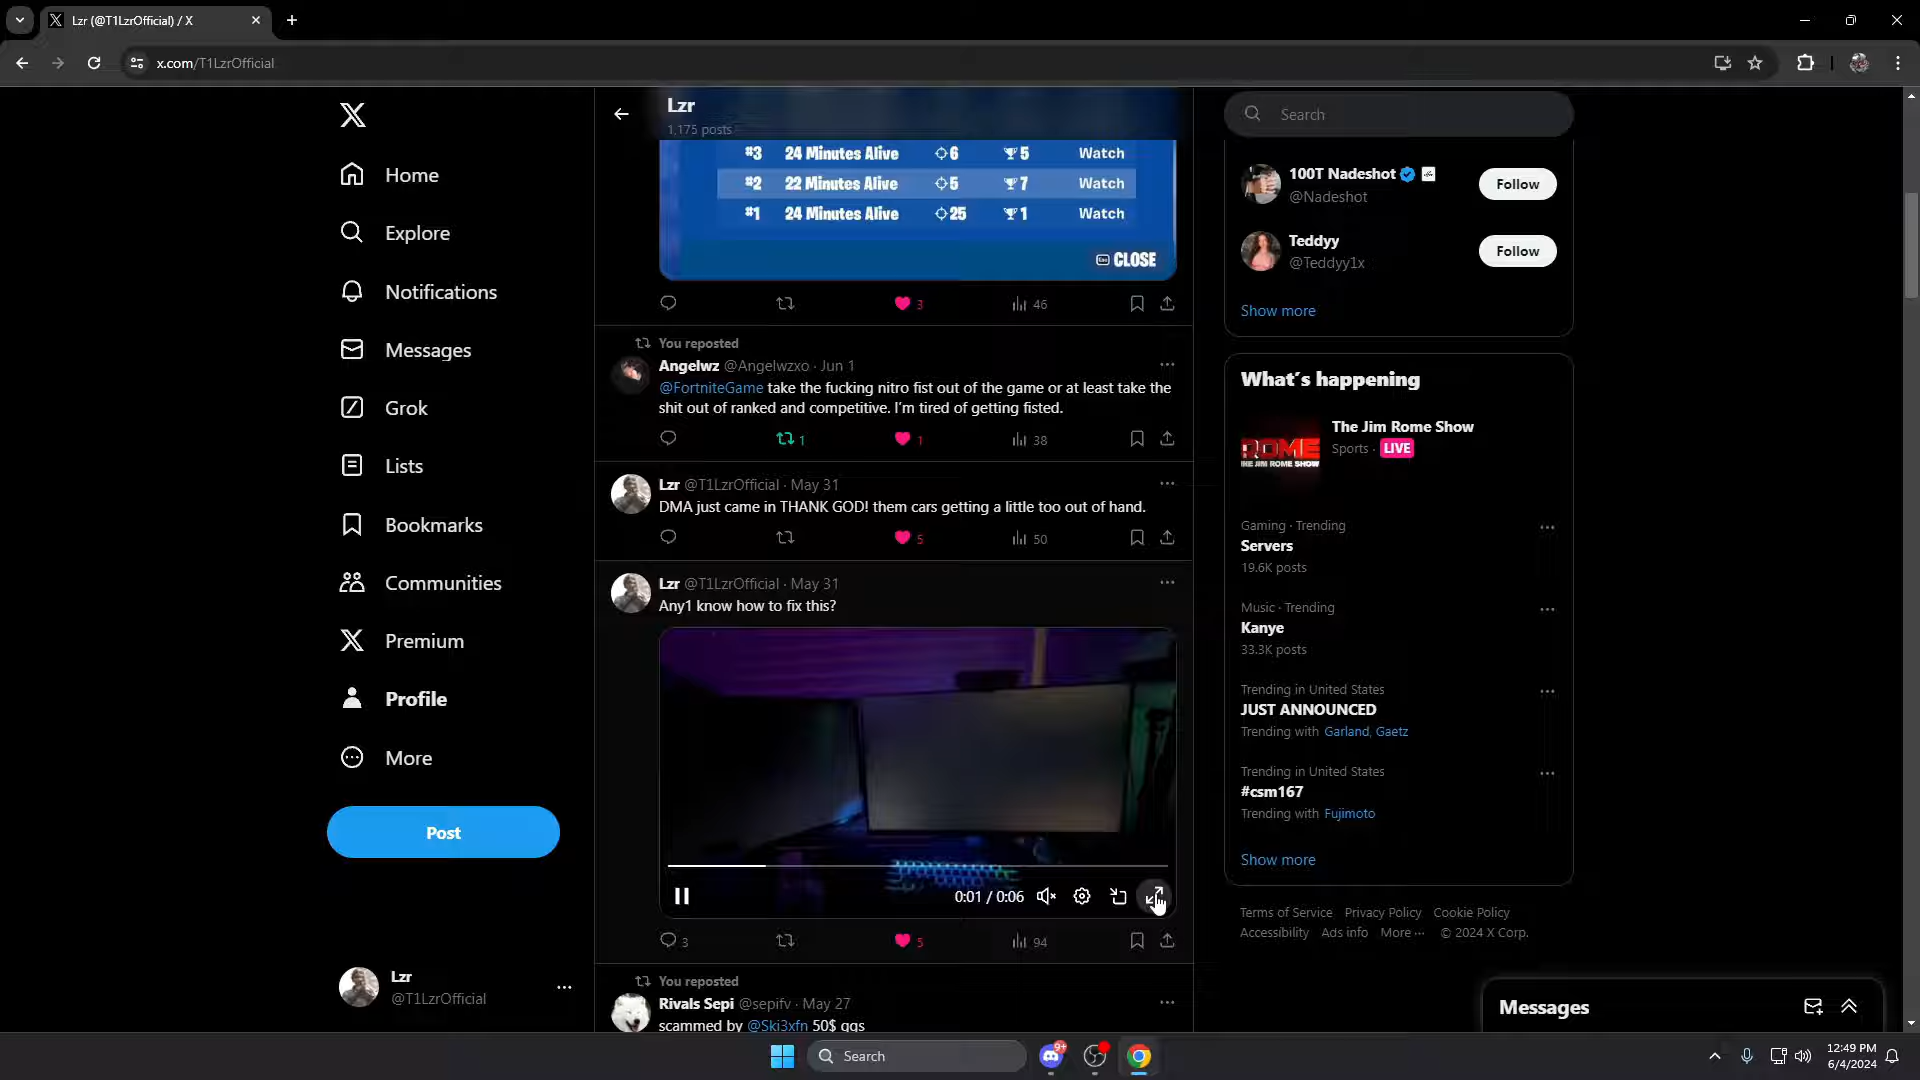 Lzr (@T1LzrOfficial) / X
x.com/T1LzrOfficial
Home
Explore
Notifications
Messages
Grok
Lists
Bookmarks
Communities
Premium
Profile
More
Post
Lzr
@T1LzrOfficial
Lzr
1,175 posts
#3 24 Minutes Alive 6 5 Watch
#2 22 Minutes Alive 5 7 Watch
#1 24 Minutes Alive 25 1 Watch
Esc CLOSE
3 46
You reposted
Angelwz @Angelwzxo · Jun 1
@FortniteGame take the fucking nitro fist out of the game or at least take the
shit out of ranked and competitive. I'm tired of getting fisted.
1 1 38
Lzr @T1LzrOfficial · May 31
DMA just came in THANK GOD! them cars getting a little too out of hand.
5 50
Lzr @T1LzrOfficial · May 31
Any1 know how to fix this?
0:01 / 0:06
3 5 94
You reposted
Rivals Sepi @sepifv · May 27
scammed by @Ski3xfn 50$ ggs
Search
100T Nadeshot
@Nadeshot
Follow
Teddyy
@Teddyy1x
Follow
Show more
What's happening
ROME
THE JIM ROME SHOW
The Jim Rome Show
Sports · LIVE
Gaming · Trending
Servers
19.6K posts
Music · Trending
Kanye
33.3K posts
Trending in United States
JUST ANNOUNCED
Trending with Garland, Gaetz
Trending in United States
#csm167
Trending with Fujimoto
Show more
Terms of Service Privacy Policy Cookie Policy
Accessibility Ads info More ··· © 2024 X Corp.
Messages
Search
9+
12:49 PM
6/4/2024